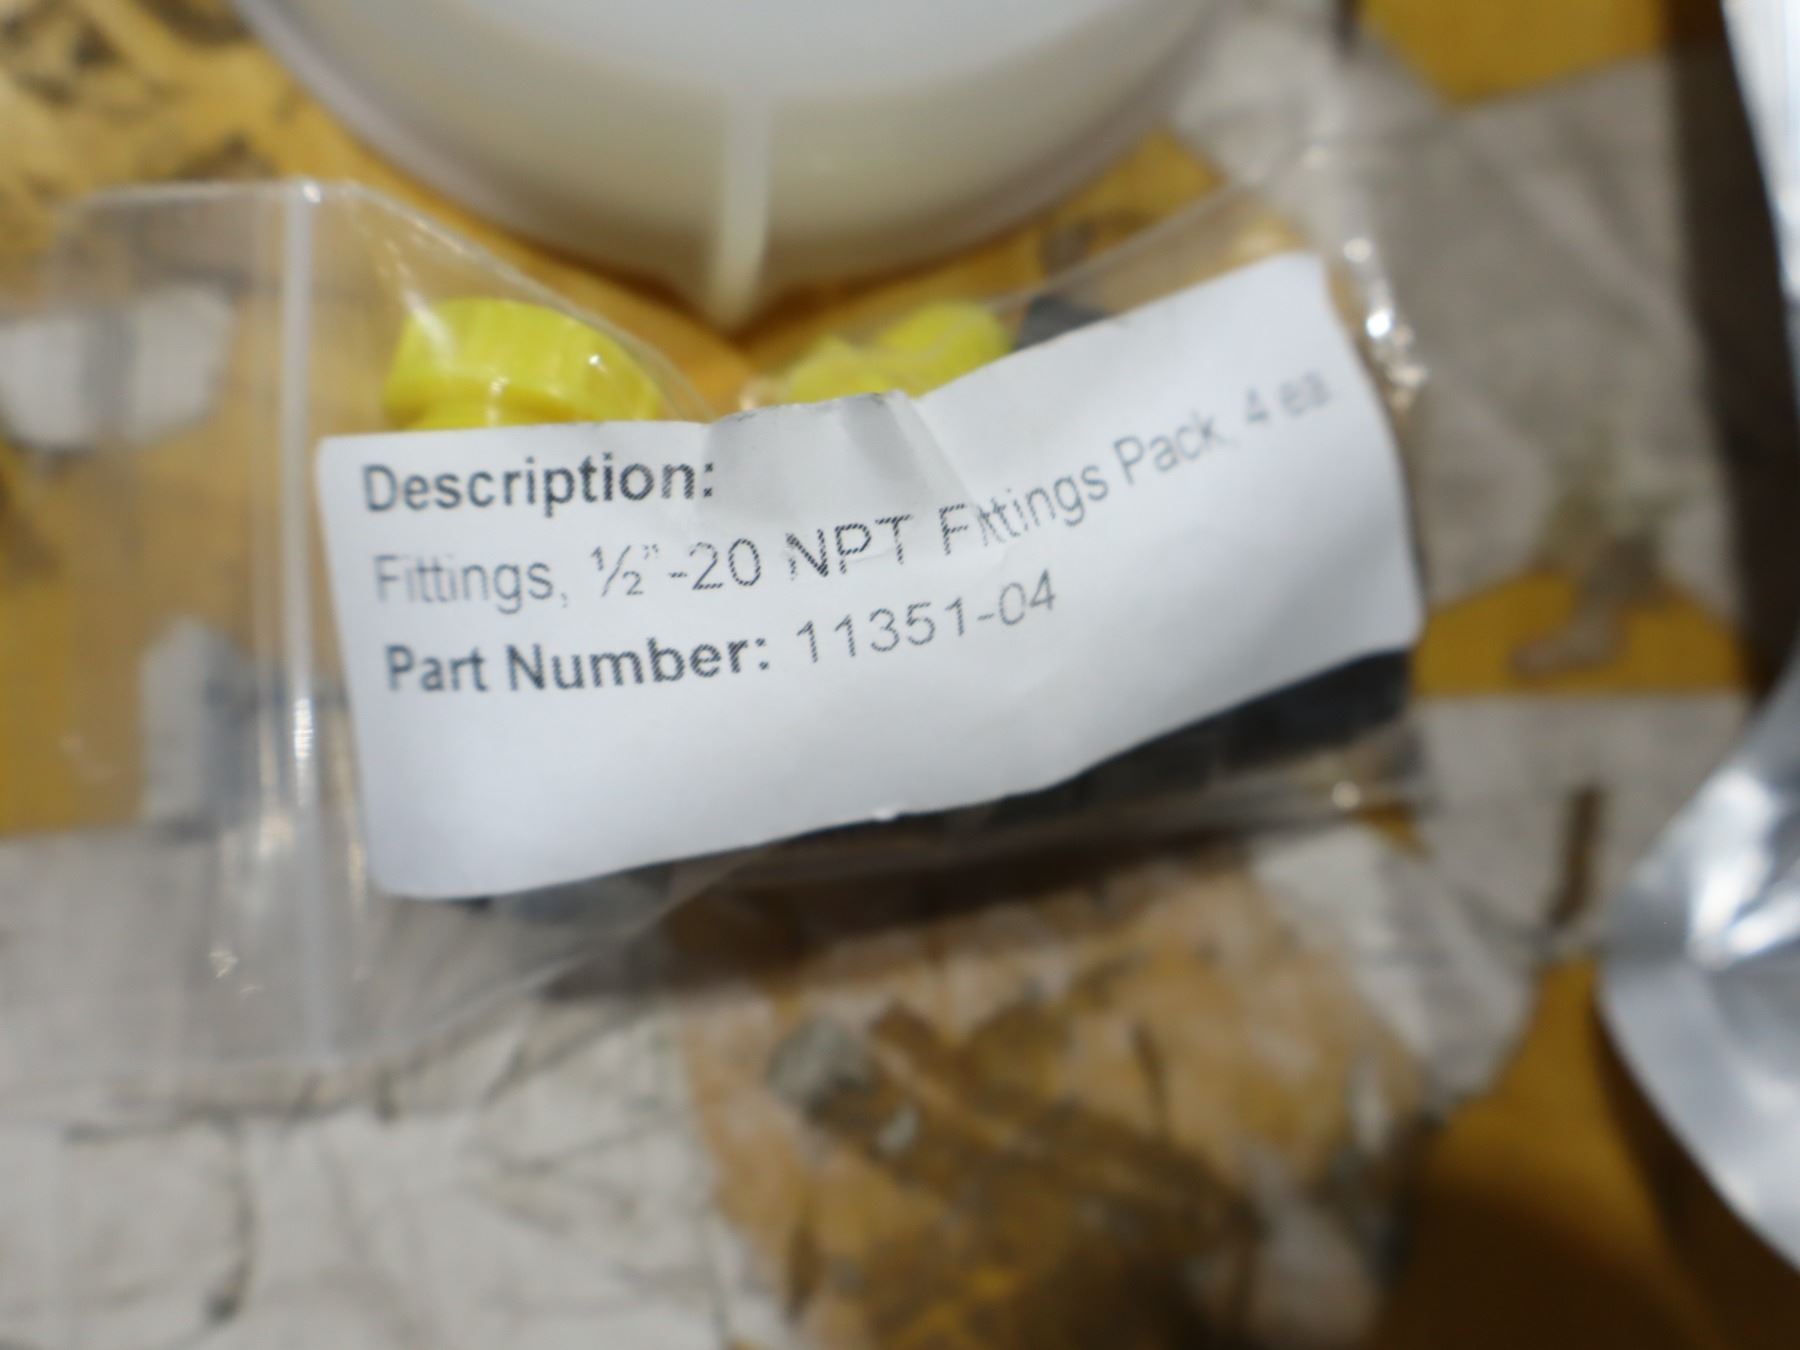 Description:
Fittings, ½"-20 NPT Fittings Pack, 4 ea.
Part Number: 11351-04